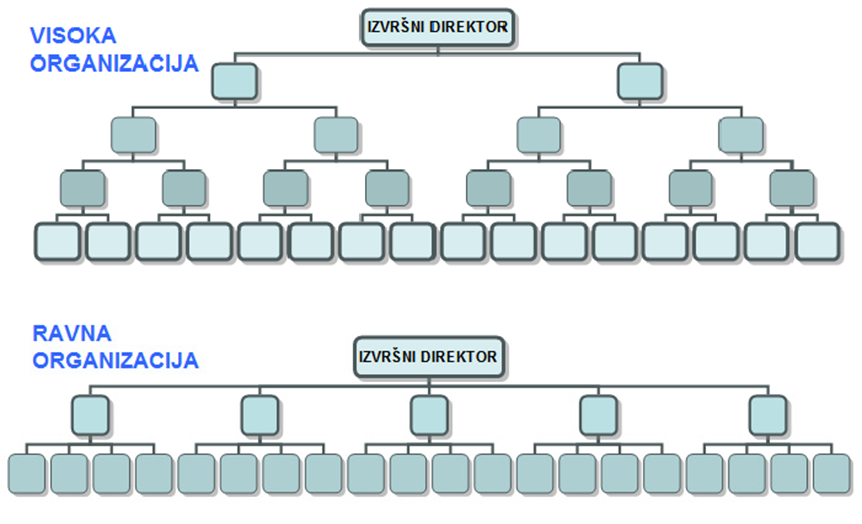 IZVRŠNI DIREKTOR
VISOKA
ORGANIZACIJA
RAVNA
ORGANIZACIJA
IZVRŠNI DIREKTOR